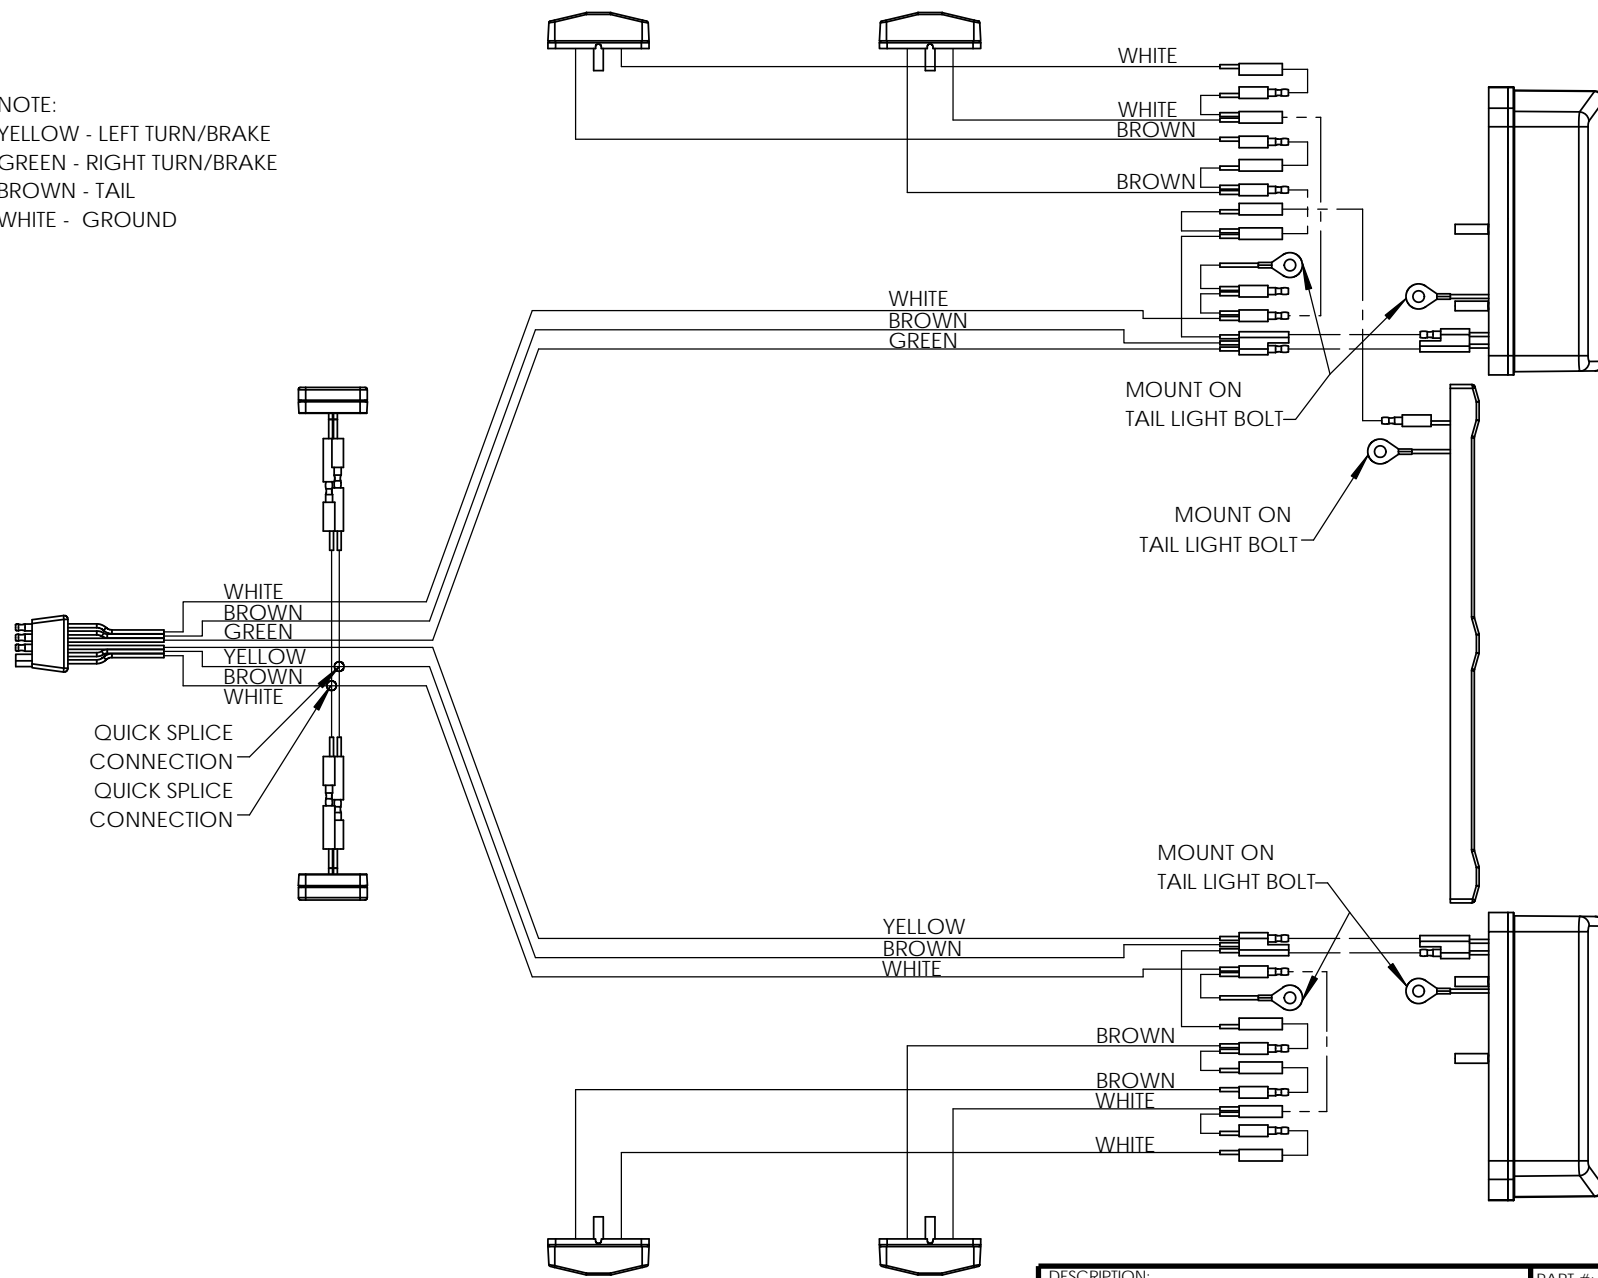 NOTE:
YELLOW - LEFT TURN/BRAKE
GREEN - RIGHT TURN/BRAKE
BROWN - TAIL
WHITE - GROUND
WHITE
WHITE
BROWN
BROWN
WHITE
BROWN
GREEN
MOUNT ON
TAIL LIGHT BOLT
MOUNT ON
TAIL LIGHT BOLT
WHITE
BROWN
GREEN
YELLOW
BROWN
WHITE
QUICK SPLICE
CONNECTION
QUICK SPLICE
CONNECTION
MOUNT ON
TAIL LIGHT BOLT
YELLOW
BROWN
WHITE
BROWN
BROWN
WHITE
WHITE
DESCRIPTION:
PART #: